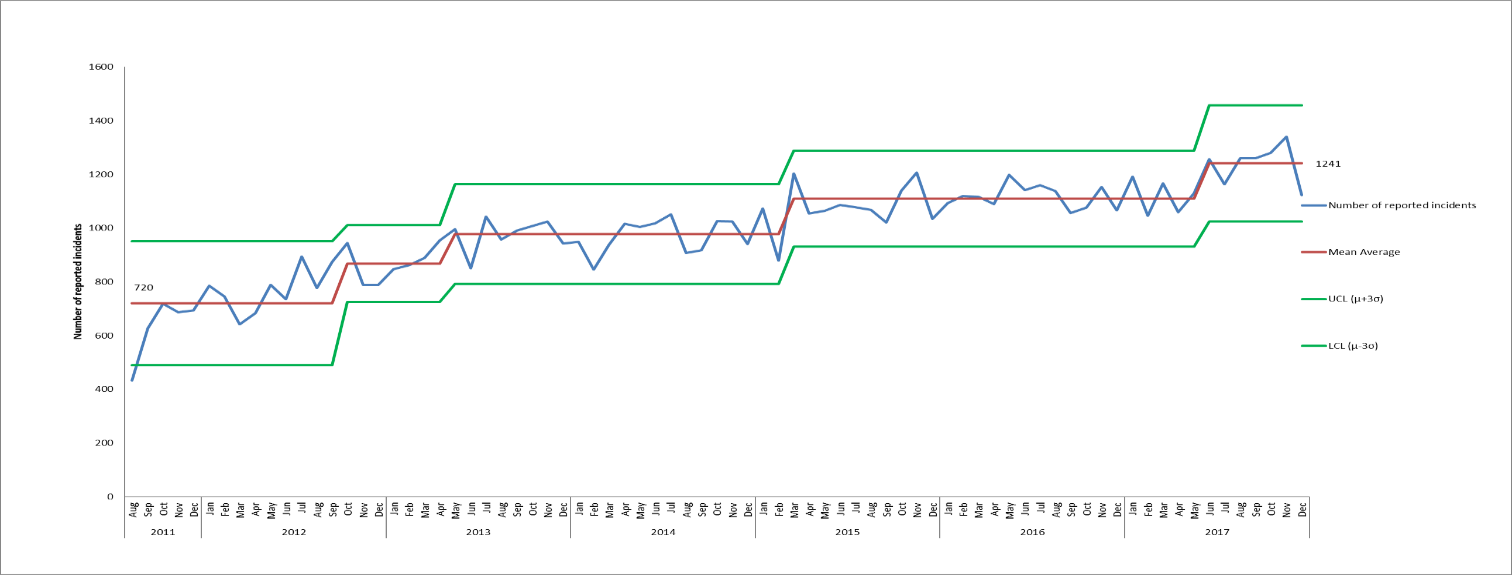 Number of reported incidents
1600
1400
1200
1000
800
600
400
200
0
720
1241
Number of reported incidents
Mean Average
UCL (μ+3σ)
LCL (μ-3σ)
Aug Sep Oct Nov Dec Jan Feb Mar Apr May Jun Jul Aug Sep Oct Nov Dec Jan Feb Mar Apr May Jun Jul Aug Sep Oct Nov Dec Jan Feb Mar Apr May Jun Jul Aug Sep Oct Nov Dec Jan Feb Mar Apr May Jun Jul Aug Sep Oct Nov Dec Jan Feb Mar Apr May Jun Jul Aug Sep Oct Nov Dec Jan Feb Mar Apr May Jun Jul Aug Sep Oct Nov Dec
2011 2012 2013 2014 2015 2016 2017